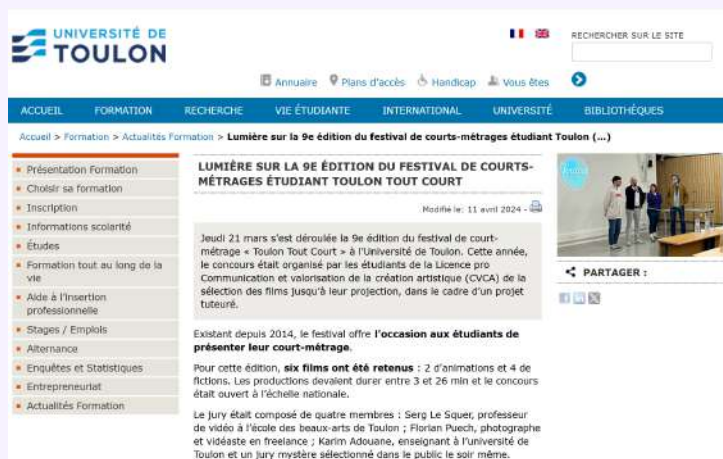 UNIVERSITÉ DE
TOULON
RECHERCHER SUR LE SITE
Annuaire Plans d'accès Handicap Vous êtes
ACCUEIL FORMATION RECHERCHE VIE ÉTUDIANTE INTERNATIONAL UNIVERSITÉ BIBLIOTHÈQUES
Accueil > Formation > Actualités Formation > Lumière sur la 9e édition du festival de courts-métrages étudiant Toulon (...)
Présentation Formation
Choisir sa formation
Inscription
Informations scolarité
Études
Formation tout au long de la
vie
Aide à l'insertion
professionnelle
Stages / Emplois
Alternance
Enquêtes et Statistiques
Entrepreneuriat
Actualités Formation
LUMIÈRE SUR LA 9E ÉDITION DU FESTIVAL DE COURTS-
MÉTRAGES ÉTUDIANT TOULON TOUT COURT
Modifié le: 11 avril 2024 -
Jeudi 21 mars s'est déroulée la 9e édition du festival de court-
métrage « Toulon Tout Court » à l'Université de Toulon. Cette année,
le concours était organisé par les étudiants de la Licence pro
Communication et valorisation de la création artistique (CVCA) de la
sélection des films jusqu'à leur projection, dans le cadre d'un projet
tuteuré.
Existant depuis 2014, le festival offre l'occasion aux étudiants de
présenter leur court-métrage.
Pour cette édition, six films ont été retenus : 2 d'animations et 4 de
fictions. Les productions devaient durer entre 3 et 26 min et le concours
était ouvert à l'échelle nationale.
Le jury était composé de quatre membres : Serg Le Squer, professeur
de vidéo à l'école des beaux-arts de Toulon ; Florian Puech, photographe
et vidéaste en freelance ; Karim Adouane, enseignant à l'université de
Toulon et un jury mystère sélectionné dans le public le soir même.
PARTAGER :